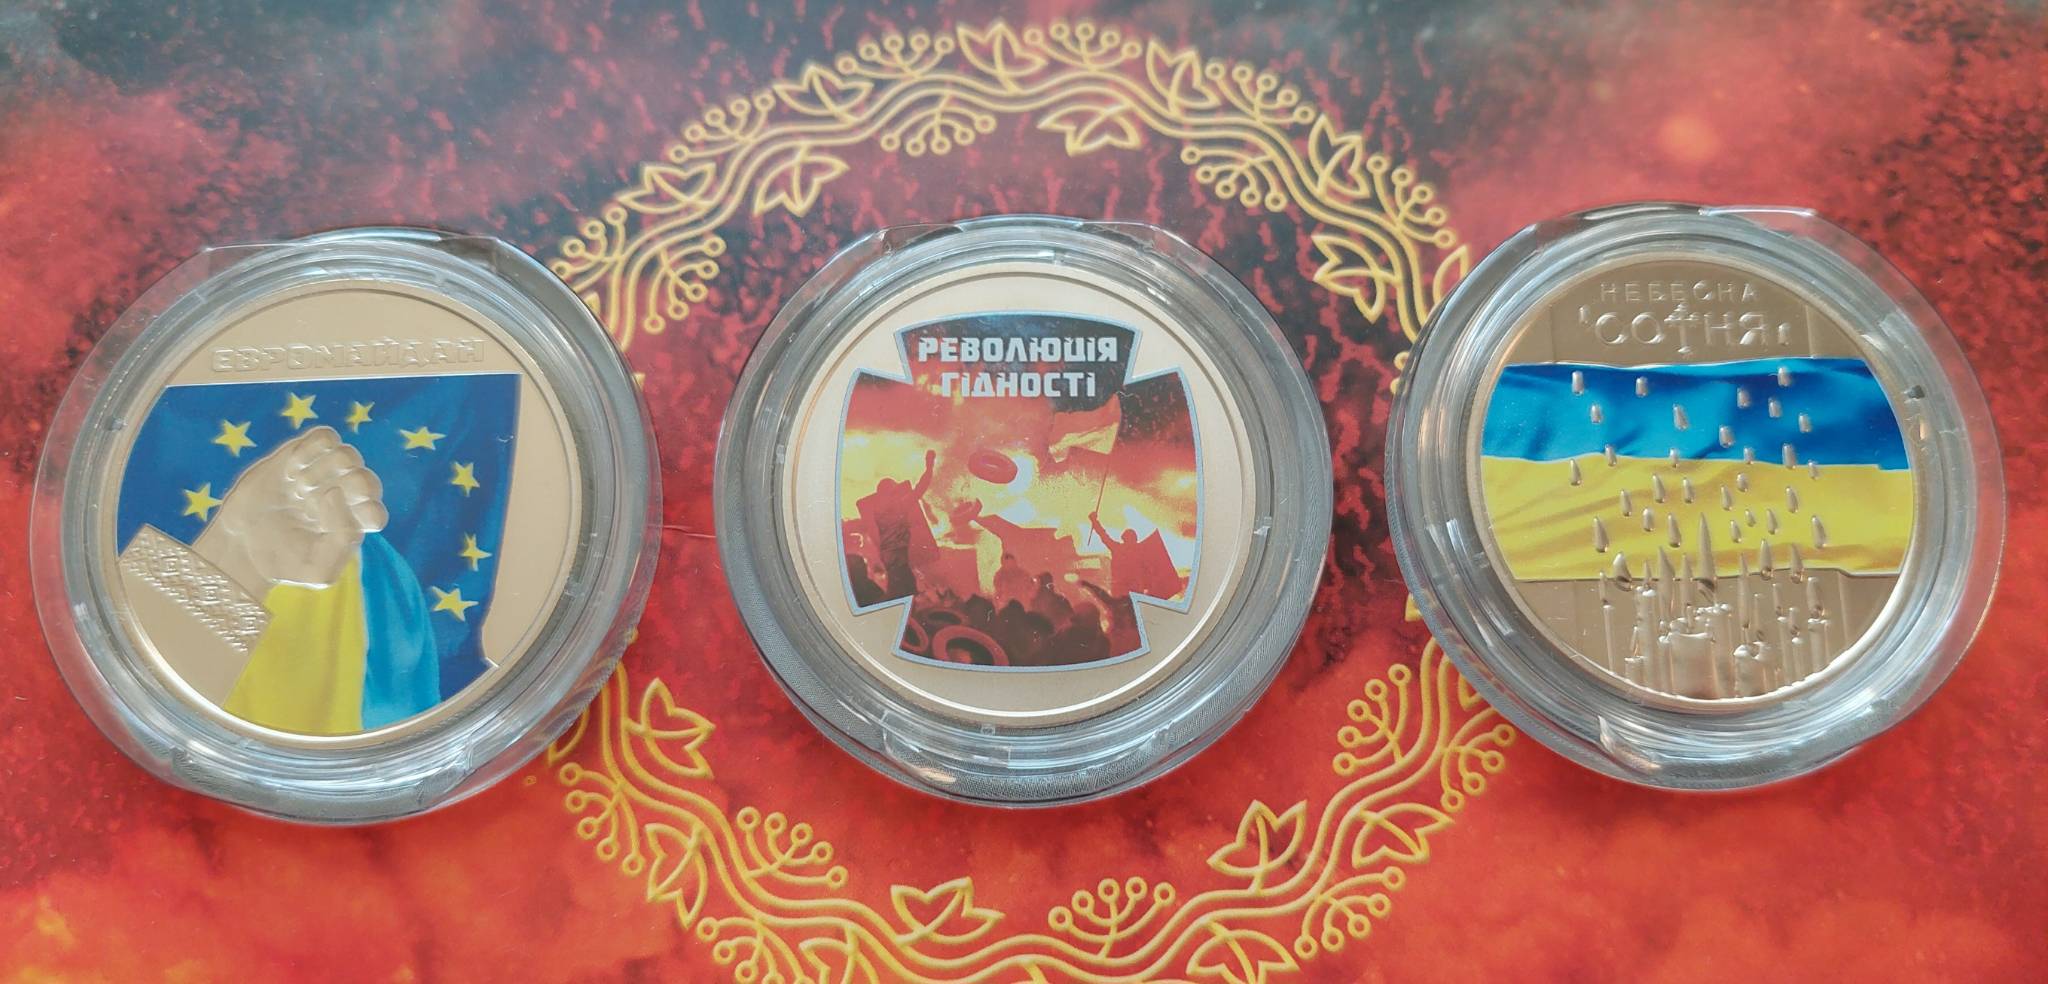 ЄВРОМАЙДАН
РЕВОЛЮЦІЯ
ГІДНОСТІ
НЕБЕСНА
СОТНЯ